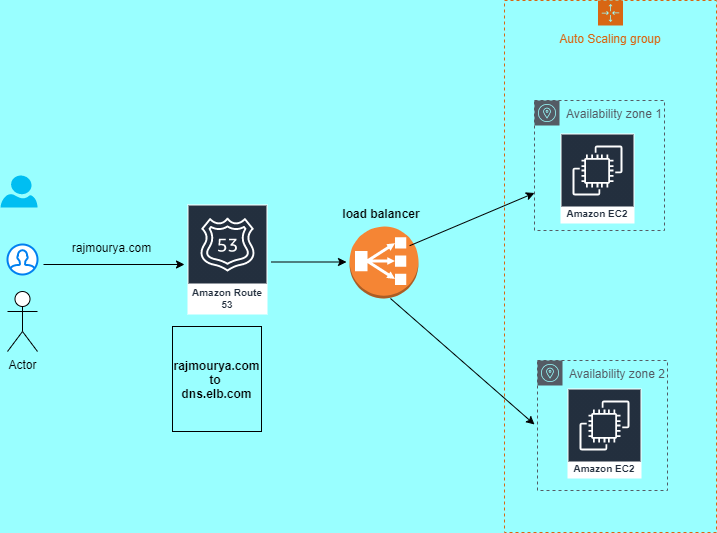 Auto Scaling group
Availability zone 1
Amazon EC2
load balancer
rajmourya.com
53
Amazon Route
53
Actor
rajmourya.com
to
dns.elb.com
Availability zone 2
Amazon EC2